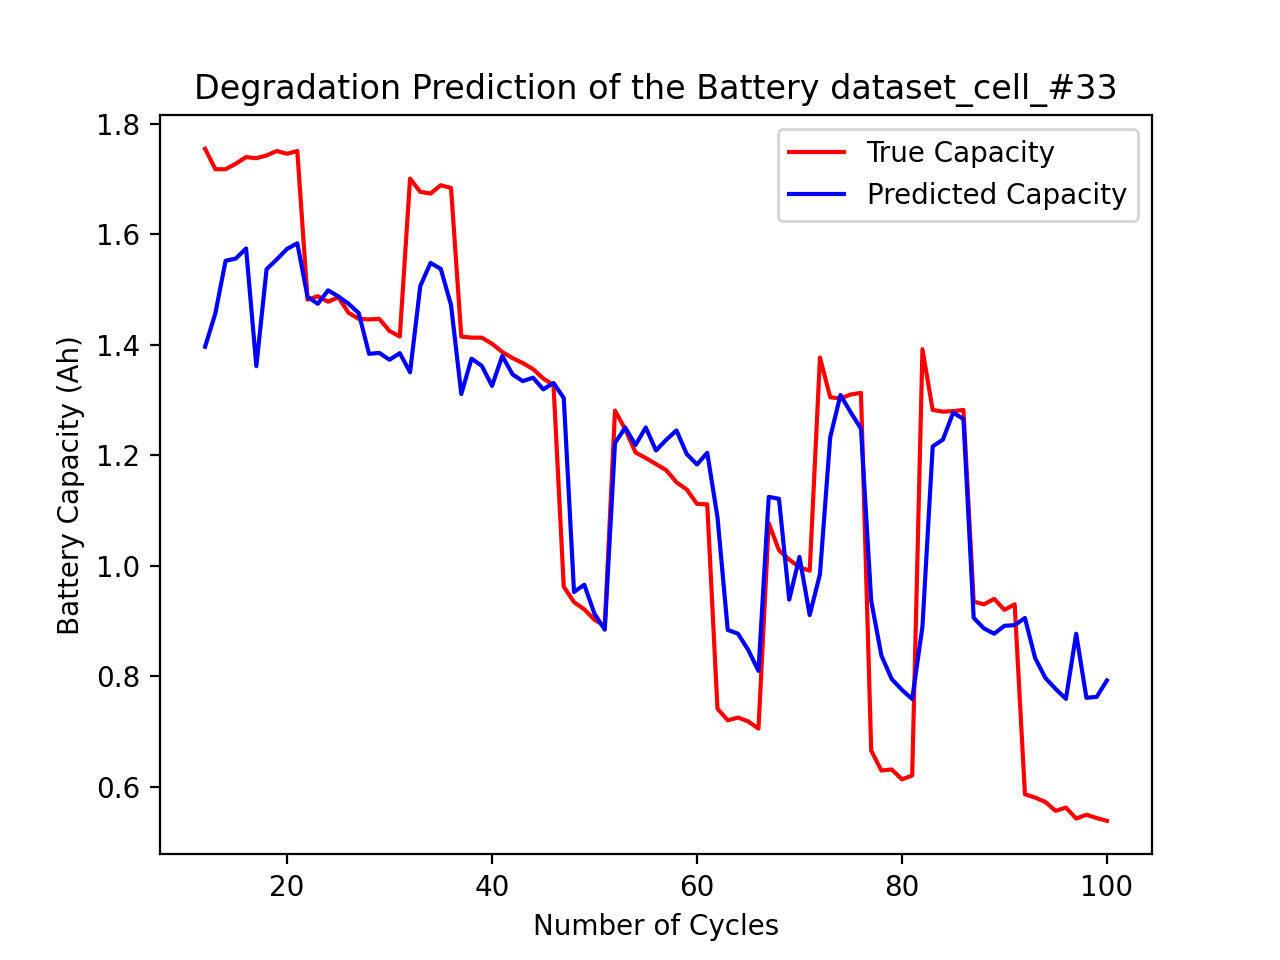 Degradation Prediction of the Battery dataset_cell_#33
True Capacity
Predicted Capacity
Battery Capacity (Ah)
1.8
1.6
1.4
1.2
1.0
0.8
0.6
20 40 60 80 100
Number of Cycles